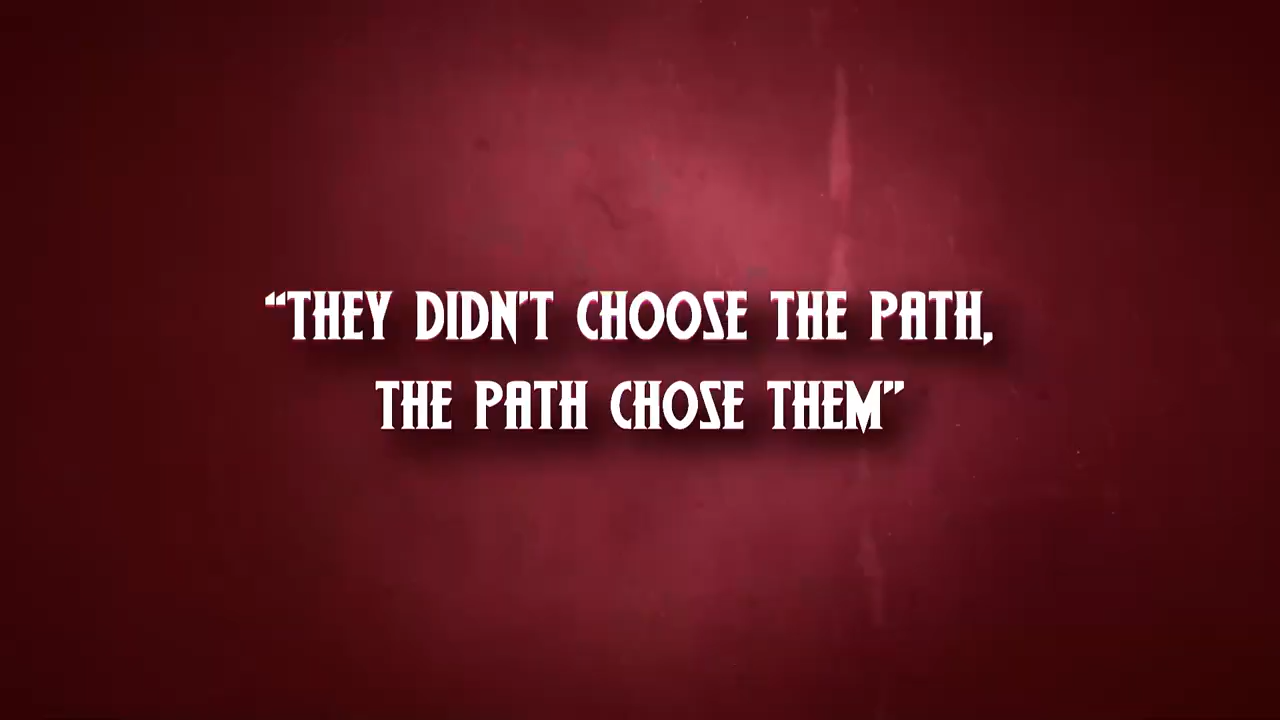 “THEY DIDN'T CHOOSE THE PATH,
THE PATH CHOSE THEM”